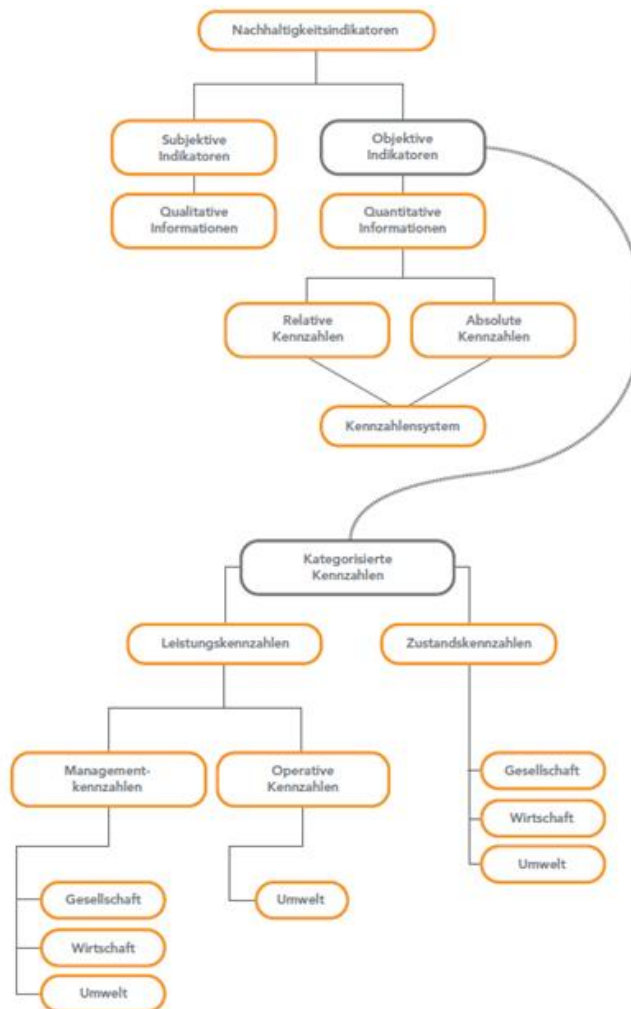 Nachhaltigkeitsindikatoren
Subjektive
Indikatoren
Objektive
Indikatoren
Qualitative
Informationen
Quantitative
Informationen
Relative
Kennzahlen
Absolute
Kennzahlen
Kennzahlensystem
Kategorisierte
Kennzahlen
Leistungskennzahlen
Zustandskennzahlen
Management-
kennzahlen
Operative
Kennzahlen
Gesellschaft
Wirtschaft
Umwelt
Gesellschaft
Wirtschaft
Umwelt
Umwelt